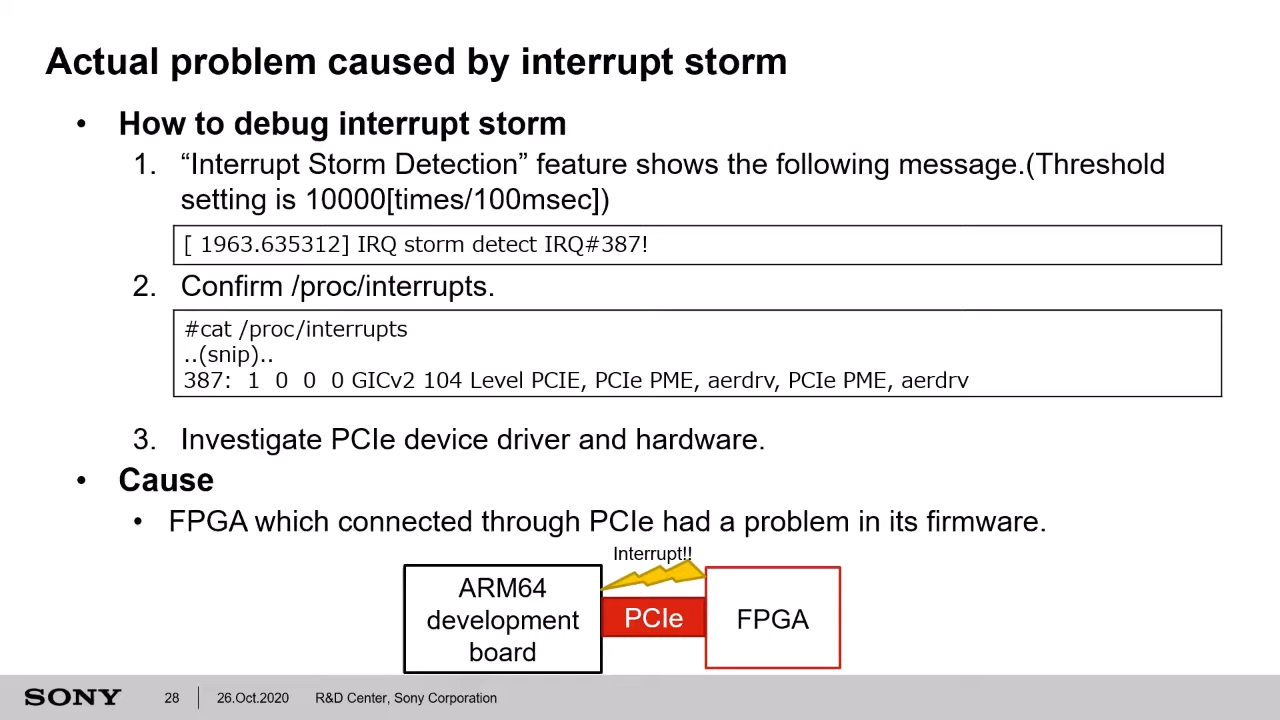 Actual problem caused by interrupt storm
• How to debug interrupt storm
1. “Interrupt Storm Detection” feature shows the following message.(Threshold
setting is 10000[times/100msec])
[ 1963.635312] IRQ storm detect IRQ#387!
2. Confirm /proc/interrupts.
#cat /proc/interrupts
..(snip)..
387: 1 0 0 0 GICv2 104 Level PCIE, PCIe PME, aerdrv, PCIe PME, aerdrv
3. Investigate PCIe device driver and hardware.
• Cause
• FPGA which connected through PCIe had a problem in its firmware.
Interrupt!!
ARM64
development
board
PCIe
FPGA
SONY 28 26.Oct.2020 R&D Center, Sony Corporation